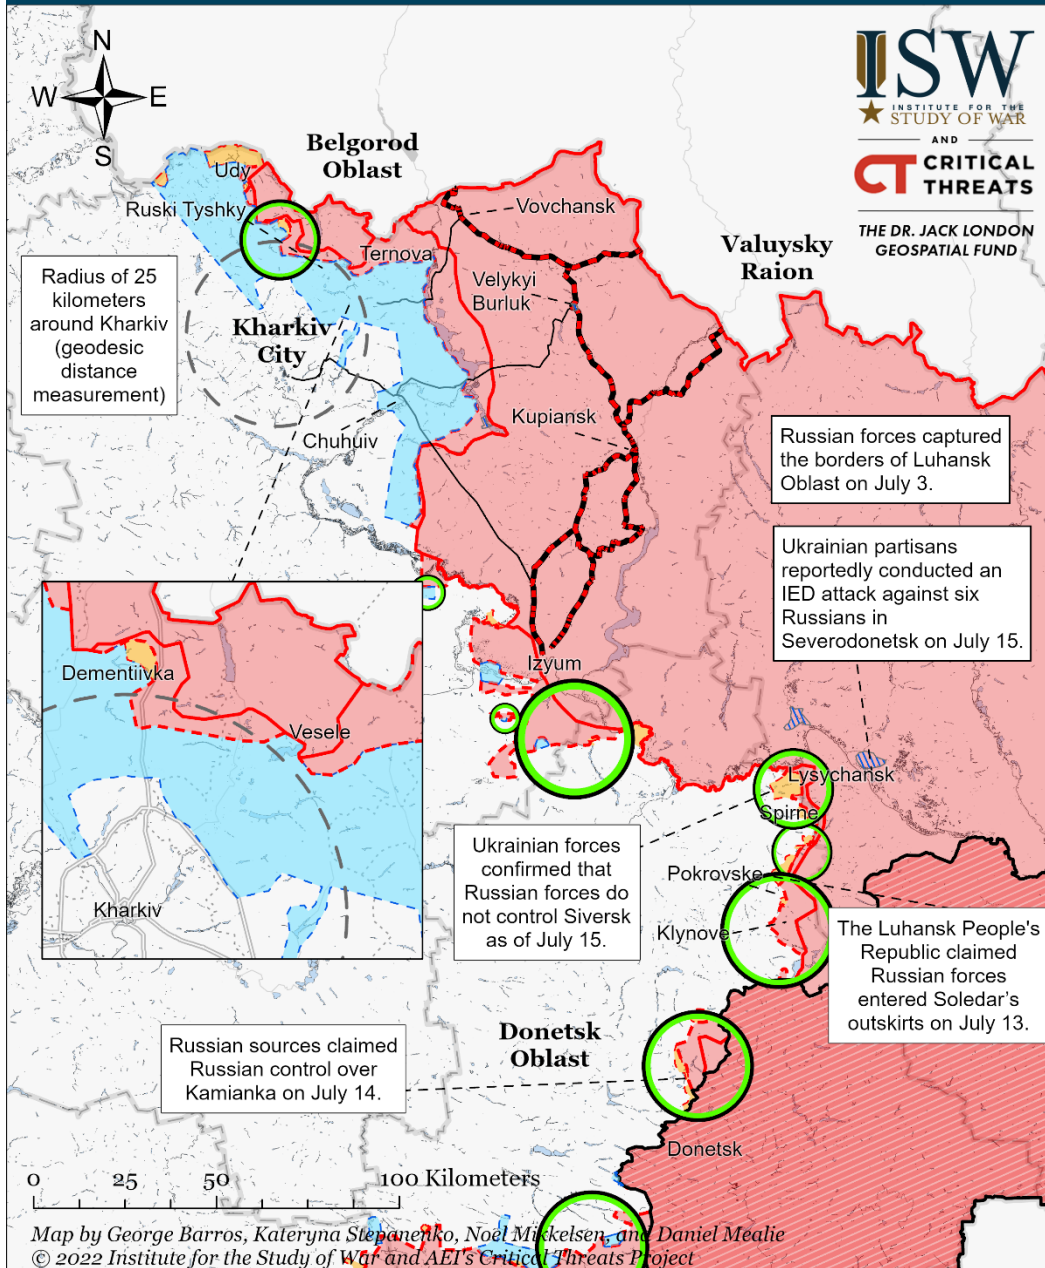 N
W
E
S
ISW
INSTITUTE FOR THE
STUDY OF WAR
AND
CT CRITICAL
THREATS
THE DR. JACK LONDON
GEOSPATIAL FUND
Belgorod
Oblast
Udy
Ruski Tyshky
Vovchansk
Ternova
Valuysky
Raion
Velykyi
Burluk
Radius of 25
kilometers
around Kharkiv
(geodesic
distance
measurement)
Kharkiv
City
Kupiansk
Chuhuiv
Russian forces captured
the borders of Luhansk
Oblast on July 3.
Ukrainian partisans
reportedly conducted an
IED attack against six
Russians in
Severodonetsk on July 15.
Dementiivka
Vesele
Kharkiv
Izyum
Lysychansk
Spirne
Ukrainian forces
confirmed that
Russian forces do
not control Siversk
as of July 15.
Pokrovske
Klynove
The Luhansk People's
Republic claimed
Russian forces
entered Soledar's
outskirts on July 13.
Donetsk
Oblast
Russian sources claimed
Russian control over
Kamianka on July 14.
Donetsk
0 25 50 100 Kilometers
Map by George Barros, Kateryna Stepanenko, Noel Mikkelsen, and Daniel Mealie
© 2022 Institute for the Study of War and AEI's Critical Threats Project